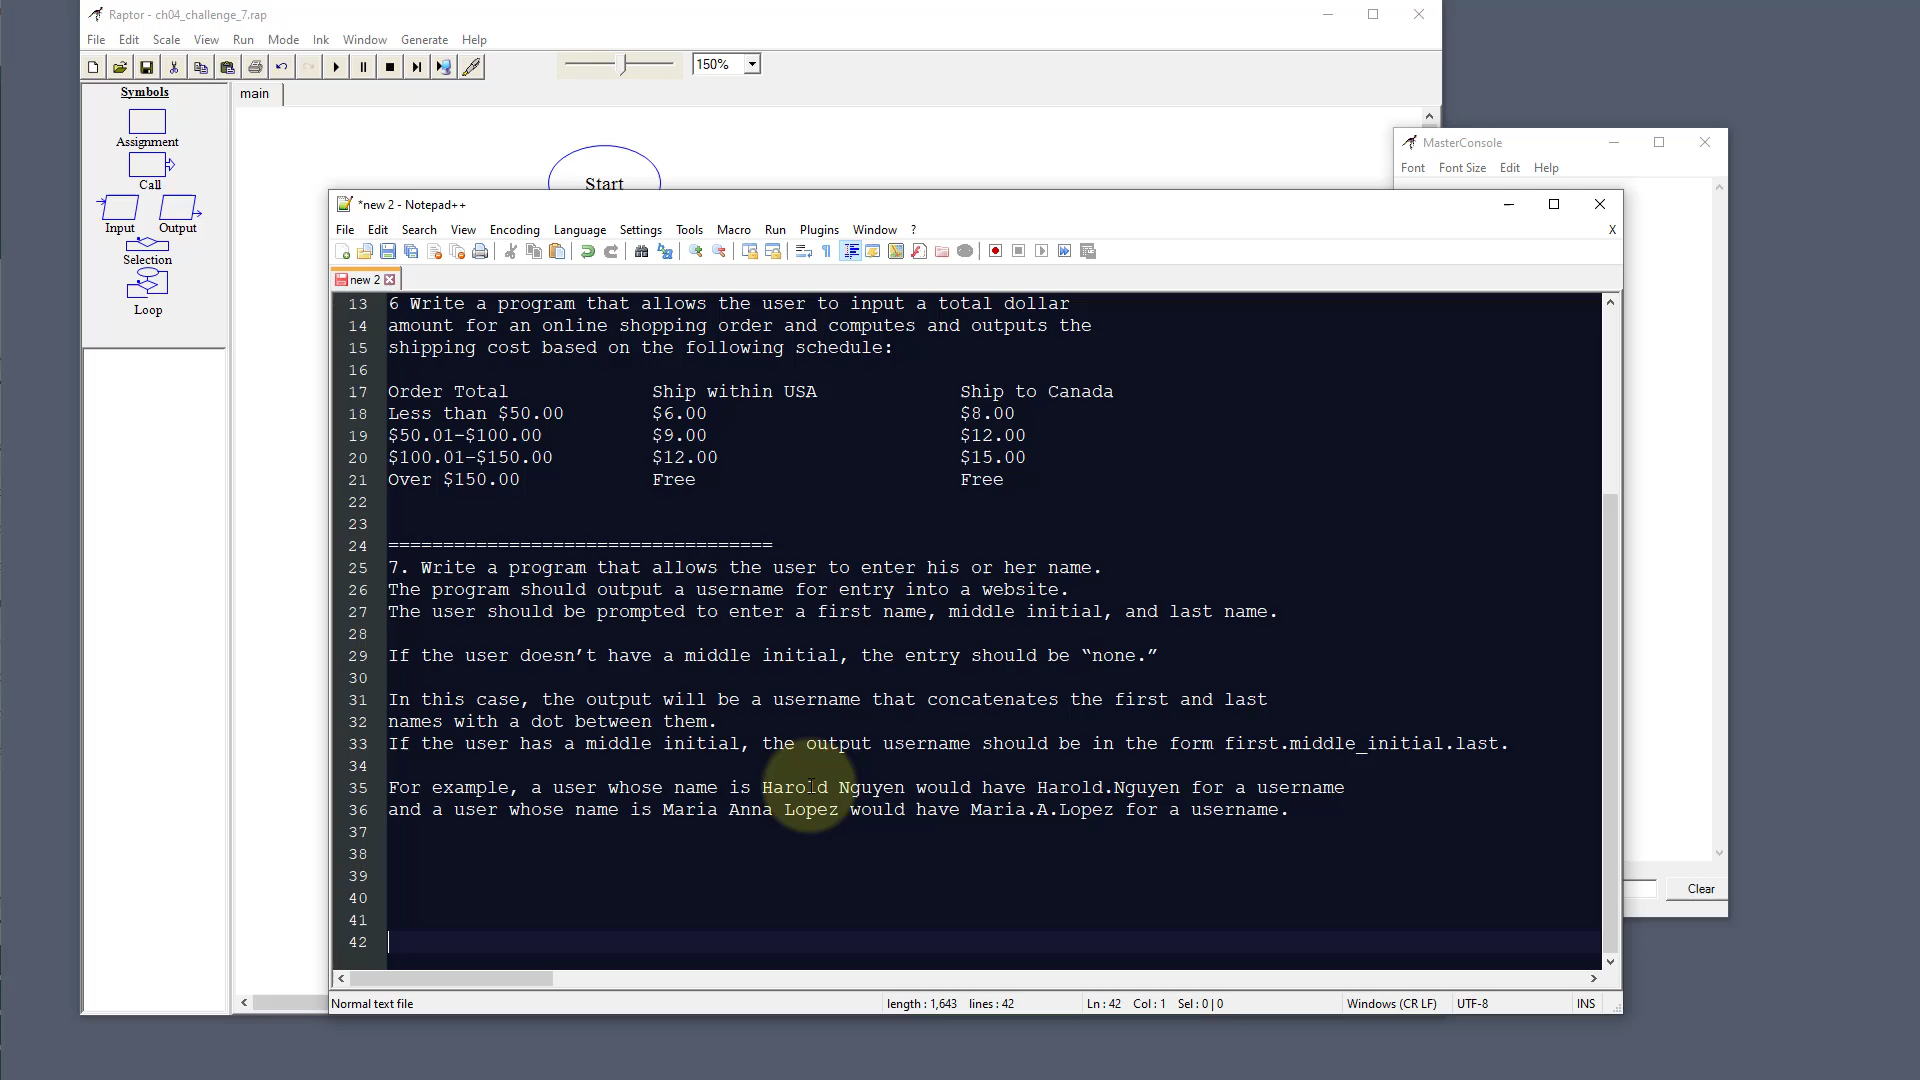 Raptor - ch04_challenge_7.rap
File Edit Scale View Run Mode Ink Window Generate Help
150%
Symbols
main
Assignment
Call
Input Output
Selection
Loop
Start
MasterConsole
Font Font Size Edit Help
Clear
*new 2 - Notepad++
File Edit Search View Encoding Language Settings Tools Macro Run Plugins Window ? X
new 2
13 6 Write a program that allows the user to input a total dollar
14 amount for an online shopping order and computes and outputs the
15 shipping cost based on the following schedule:
16
17 Order Total Ship within USA Ship to Canada
18 Less than $50.00 $6.00 $8.00
19 $50.01–$100.00 $9.00 $12.00
20 $100.01–$150.00 $12.00 $15.00
21 Over $150.00 Free Free
22
23
24 ===================================
25 7. Write a program that allows the user to enter his or her name.
26 The program should output a username for entry into a website.
27 The user should be prompted to enter a first name, middle initial, and last name.
28
29 If the user doesn’t have a middle initial, the entry should be “none.”
30
31 In this case, the output will be a username that concatenates the first and last
32 names with a dot between them.
33 If the user has a middle initial, the output username should be in the form first.middle_initial.last.
34
35 For example, a user whose name is Harold Nguyen would have Harold.Nguyen for a username
36 and a user whose name is Maria Anna Lopez would have Maria.A.Lopez for a username.
37
38
39
40
41
42
Normal text file length : 1,643 lines : 42 Ln : 42 Col : 1 Sel : 0 | 0 Windows (CR LF) UTF-8 INS